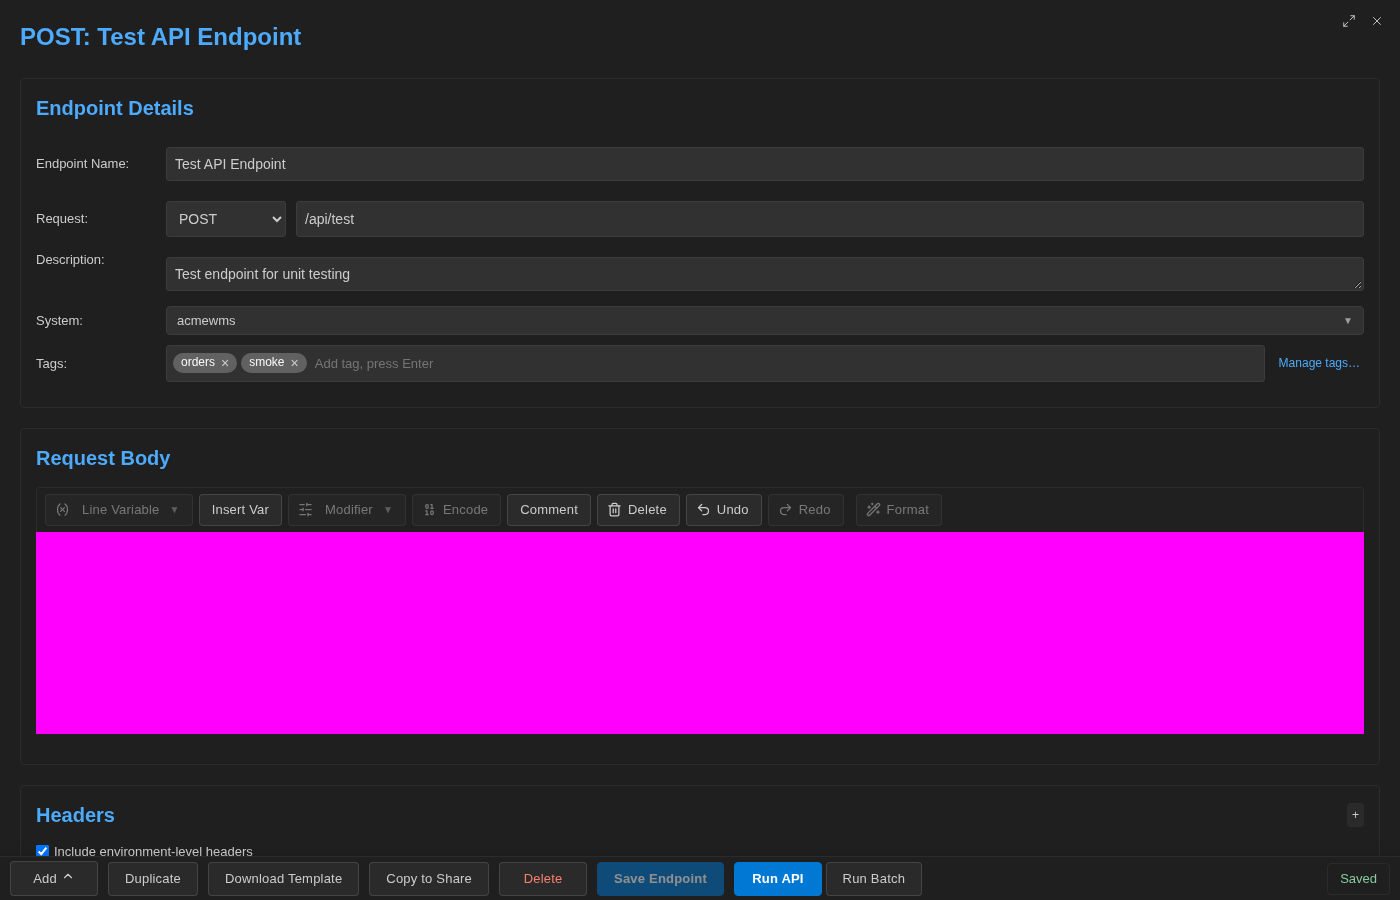 POST: Test API Endpoint
Endpoint Details
Endpoint Name: Test API Endpoint
Request: POST /api/test
Description: Test endpoint for unit testing
System: acmewms ▼
Tags: orders × smoke × Add tag, press Enter Manage tags…
Request Body
(x) Line Variable ▼ Insert Var Modifier ▼ 01 10 Encode Comment Delete Undo Redo Format
Headers +
Include environment-level headers
Add Duplicate Download Template Copy to Share Delete Save Endpoint Run API Run Batch Saved